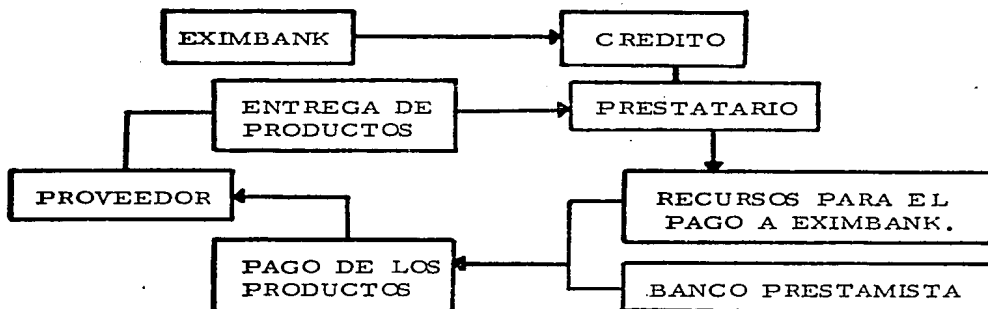 EXIMBANK
CREDITO
ENTREGA DE
PRODUCTOS
PRESTATARIO
PROVEEDOR
RECURSOS PARA EL
PAGO A EXIMBANK.
PAGO DE LOS
PRODUCTOS
BANCO PRESTAMISTA